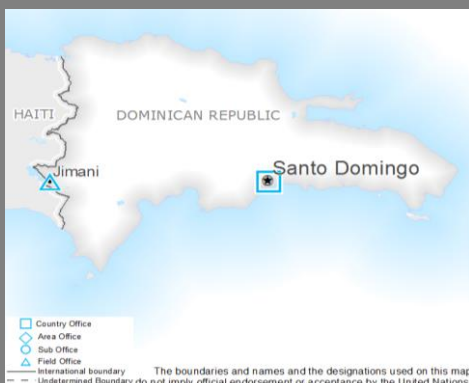 HAITI
DOMINICAN REPUBLIC
Jimani
Santo Domingo
Country Office
Area Office
Sub Office
Field Office
International boundary
Undetermined Boundary
The boundaries and names and the designations used on this map
do not imply official endorsement or acceptance by the United Nation